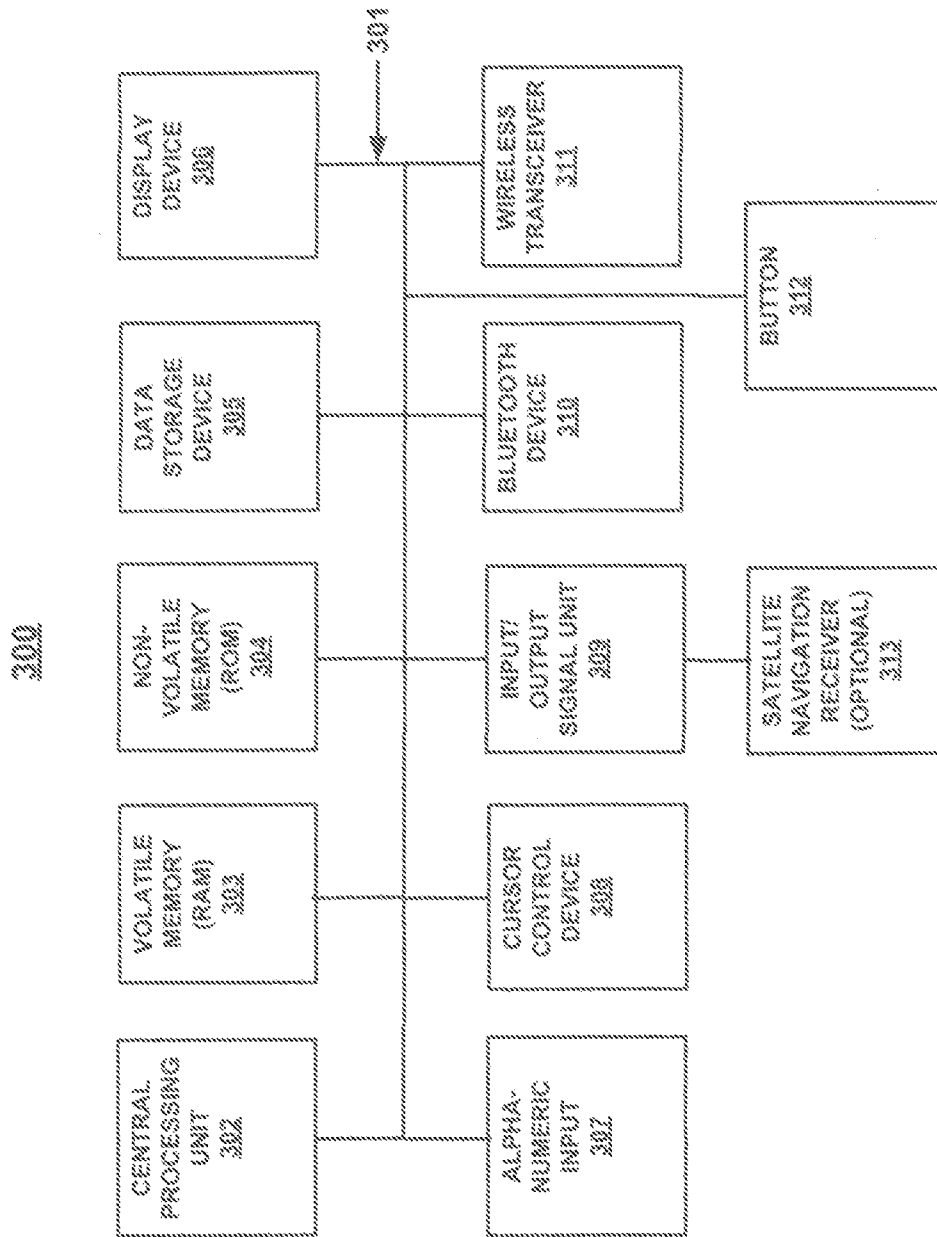 300
CENTRAL
PROCESSING
UNIT
302
VOLATILE
MEMORY
(RAM)
303
NON-
VOLATILE
MEMORY
(ROM)
304
DATA
STORAGE
DEVICE
305
DISPLAY
DEVICE
306
301
ALPHA-
NUMERIC
INPUT
307
CURSOR
CONTROL
DEVICE
308
INPUT/
OUTPUT
SIGNAL UNIT
309
BLUETOOTH
DEVICE
310
WIRELESS
TRANSCEIVER
311
SATELLITE
NAVIGATION
RECEIVER
(OPTIONAL)
313
BUTTON
312